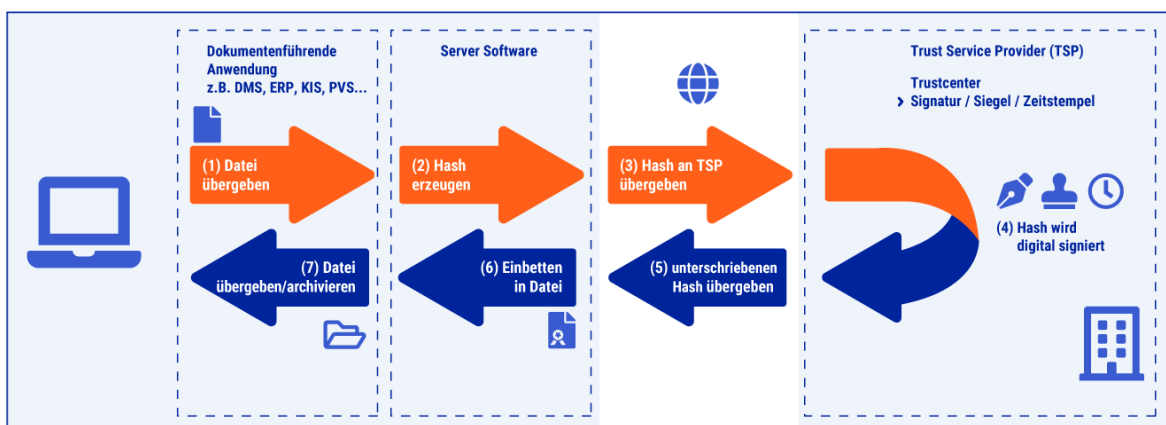 Dokumentenführende
Anwendung
z.B. DMS, ERP, KIS, PVS...
Server Software
Trust Service Provider (TSP)
Trustcenter
> Signatur / Siegel / Zeitstempel
(1) Datei
übergeben
(2) Hash
erzeugen
(3) Hash an TSP
übergeben
(4) Hash wird
digital signiert
(5) unterschriebenen
Hash übergeben
(6) Einbetten
in Datei
(7) Datei
übergeben/archivieren